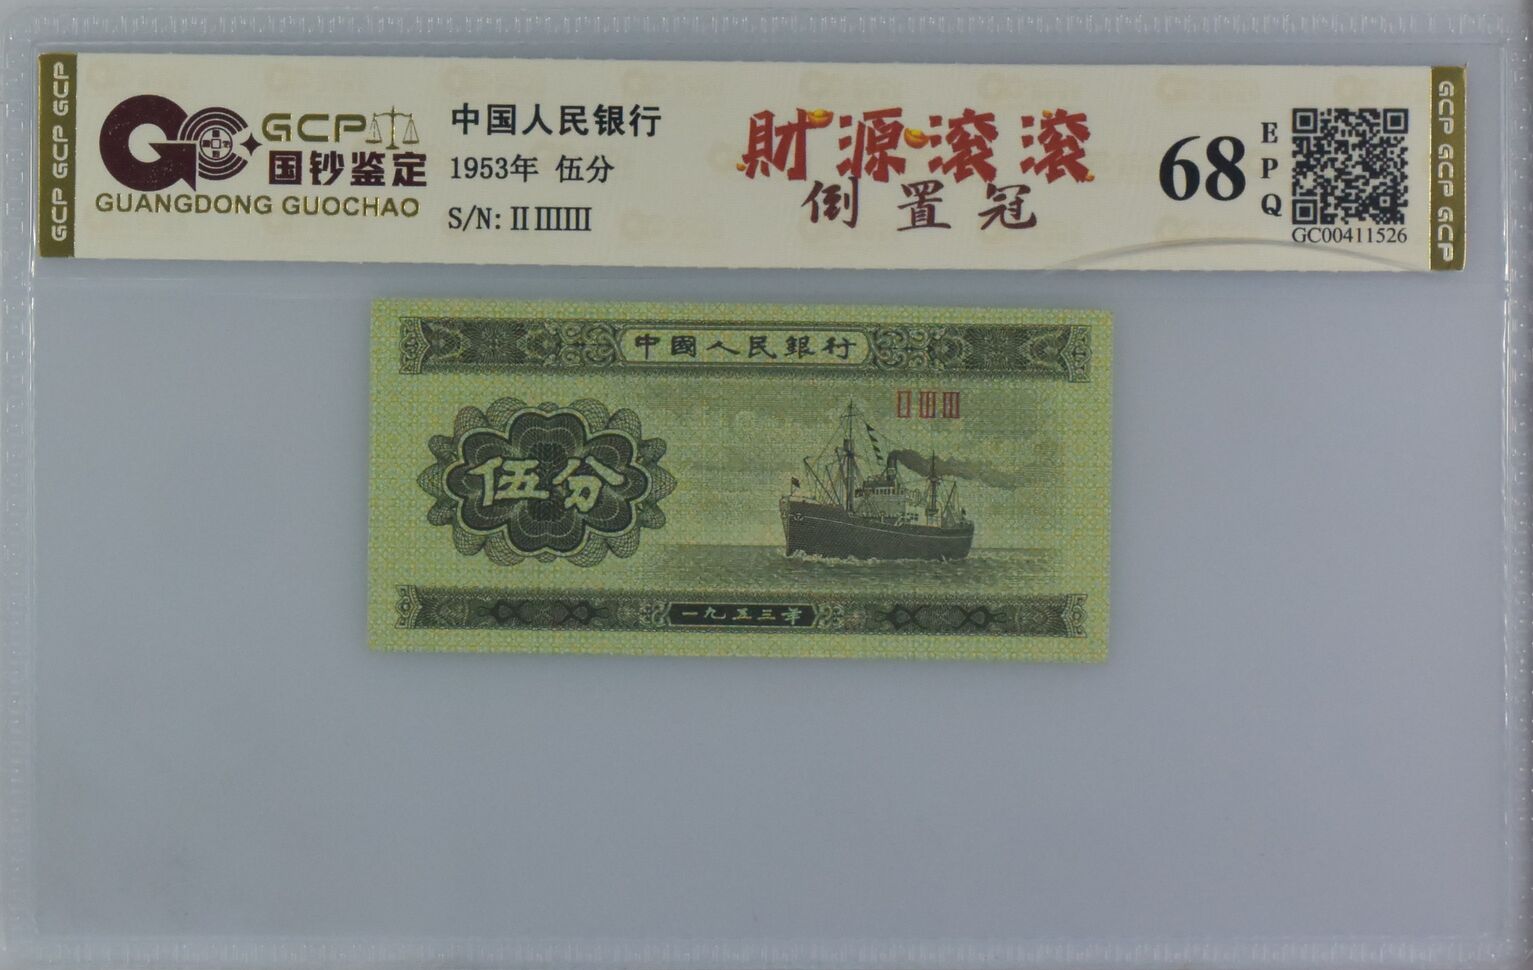 GCP GCP GCP
GCP
国钞鉴定
GUANGDONG GUOCHAO
中国人民银行
1953年 伍分
S/N: II III III
財源滚滚
倒置冠
68
EPQ
GC00411526
GCP GCP GCP
中國人民銀行
II III III
伍分
一九五三年